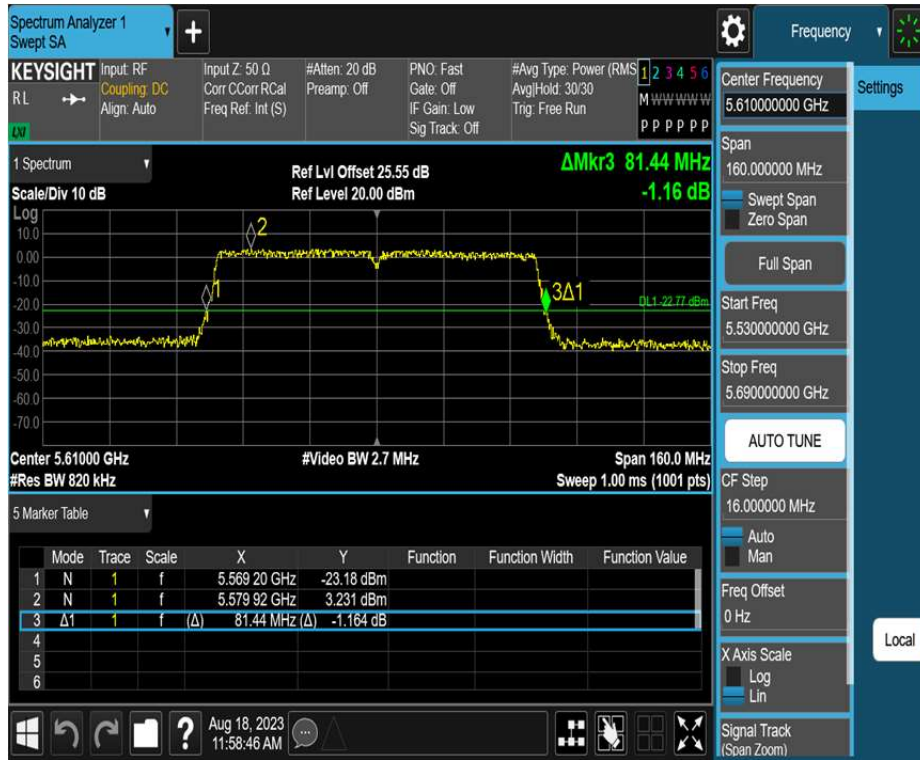 Spectrum Analyzer 1
Swept SA
+
Frequency
KEYSIGHT
RL
LXI
Input: RF
Coupling: DC
Align: Auto
Input Z: 50 Ω
Corr CCorr RCal
Freq Ref: Int (S)
#Atten: 20 dB
Preamp: Off
PNO: Fast
Gate: Off
IF Gain: Low
Sig Track: Off
#Avg Type: Power (RMS
Avg|Hold: 30/30
Trig: Free Run
1 2 3 4 5 6
M W W W W W
P P P P P P
1 Spectrum
Scale/Div 10 dB
Ref Lvl Offset 25.55 dB
Ref Level 20.00 dBm
ΔMkr3 81.44 MHz
-1.16 dB
Log
10.0
0.00
-10.0
-20.0
-30.0
-40.0
-50.0
-60.0
-70.0
2
1
3Δ1
DL1 -22.77 dBm
Center 5.61000 GHz #Video BW 2.7 MHz Span 160.0 MHz
#Res BW 820 kHz Sweep 1.00 ms (1001 pts)
5 Marker Table
Mode Trace Scale X Y Function Function Width Function Value
1 N 1 f 5.569 20 GHz -23.18 dBm
2 N 1 f 5.579 92 GHz 3.231 dBm
3 Δ1 1 f (Δ) 81.44 MHz (Δ) -1.164 dB
4
5
6
?
Aug 18, 2023
11:58:46 AM
Center Frequency
5.610000000 GHz
Settings
Span
160.000000 MHz
Swept Span
Zero Span
Full Span
Start Freq
5.530000000 GHz
Stop Freq
5.690000000 GHz
AUTO TUNE
CF Step
16.000000 MHz
Auto
Man
Freq Offset
0 Hz
Local
X Axis Scale
Log
Lin
Signal Track
(Span Zoom)